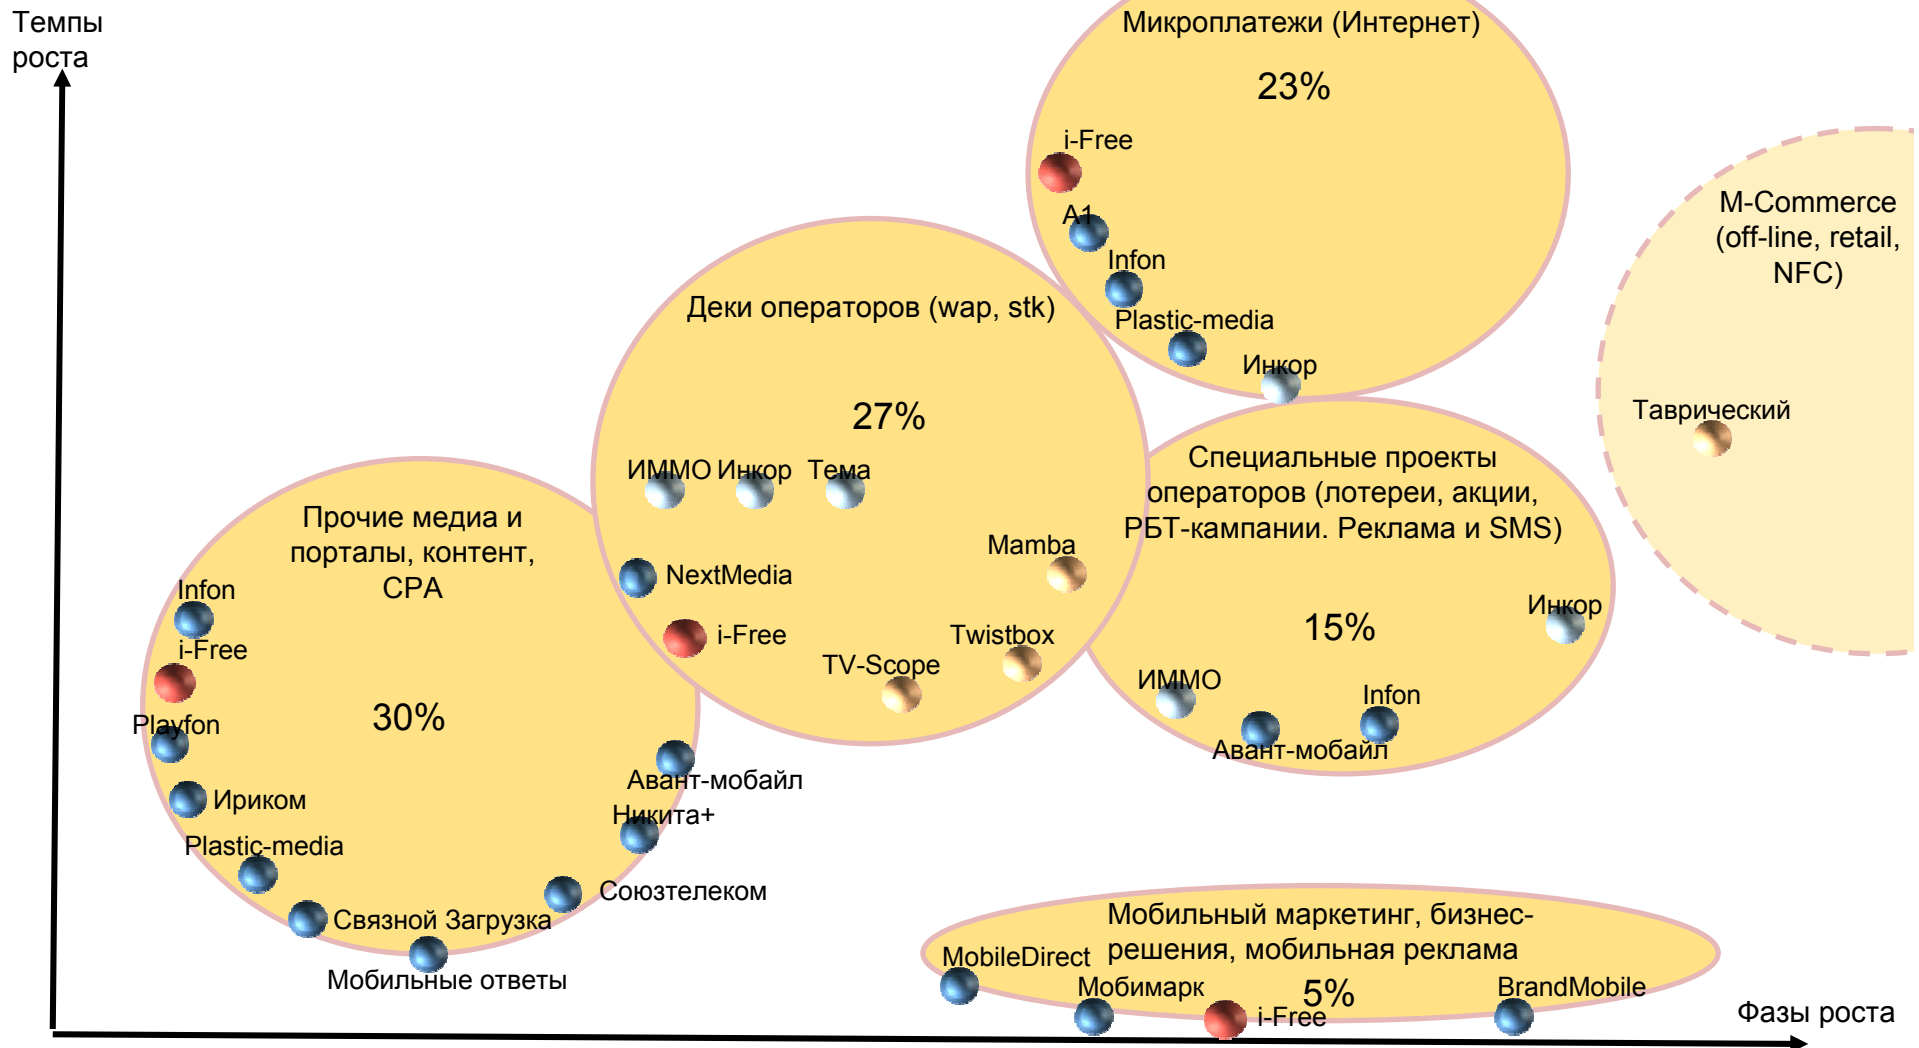 Темпы
роста
Микроплатежи (Интернет)
23%
i-Free
A1
Infon
Plastic-media
Инкор
M-Commerce
(off-line, retail,
NFC)
Таврический
Деки операторов (wap, stk)
27%
ИММО
Инкор
Тема
NextMedia
i-Free
Mamba
Twistbox
TV-Scope
Специальные проекты
операторов (лотереи, акции,
РБТ-кампании. Реклама и SMS)
15%
Инкор
ИММО
Infon
Авант-мобайл
Прочие медиа и
порталы, контент,
CPA
30%
Infon
i-Free
Playfon
Ириком
Plastic-media
Связной Загрузка
Мобильные ответы
Союзтелеком
Никита+
Авант-мобайл
Мобильный маркетинг, бизнес-
решения, мобильная реклама
5%
MobileDirect
Мобимарк
i-Free
BrandMobile
Фазы роста